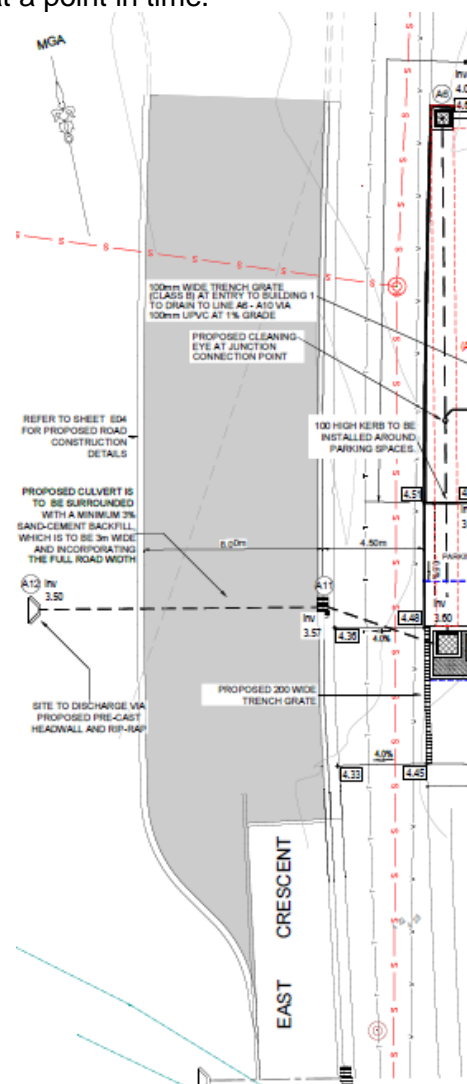 at a point in time.
MGA
Inv
A6
100mm WIDE TRENCH GRATE
(CLASS B) AT ENTRY TO BUILDING 1
TO DRAIN TO LINE A6 - A10 VIA
100mm UPVC AT 1% GRADE
PROPOSED CLEANING
EYE AT JUNCTION
CONNECTION POINT
REFER TO SHEET E04
FOR PROPOSED ROAD
CONSTRUCTION
DETAILS
100 HIGH KERB TO BE
INSTALLED AROUND
PARKING SPACES.
PROPOSED CULVERT IS
TO BE SURROUNDED
WITH A MINIMUM 3%
SAND-CEMENT BACKFILL,
WHICH IS TO BE 3m WIDE
AND INCORPORATING
THE FULL ROAD WIDTH
4.51
6.00m
4.50m
A12
Inv
3.50
A11
Inv
3.57
4.36
4.0%
4.48
Inv
3.60
SITE TO DISCHARGE VIA
PROPOSED PRE-CAST
HEADWALL AND RIP-RAP
PROPOSED 200 WIDE
TRENCH GRATE
4.0%
4.33
4.45
EAST CRESCENT